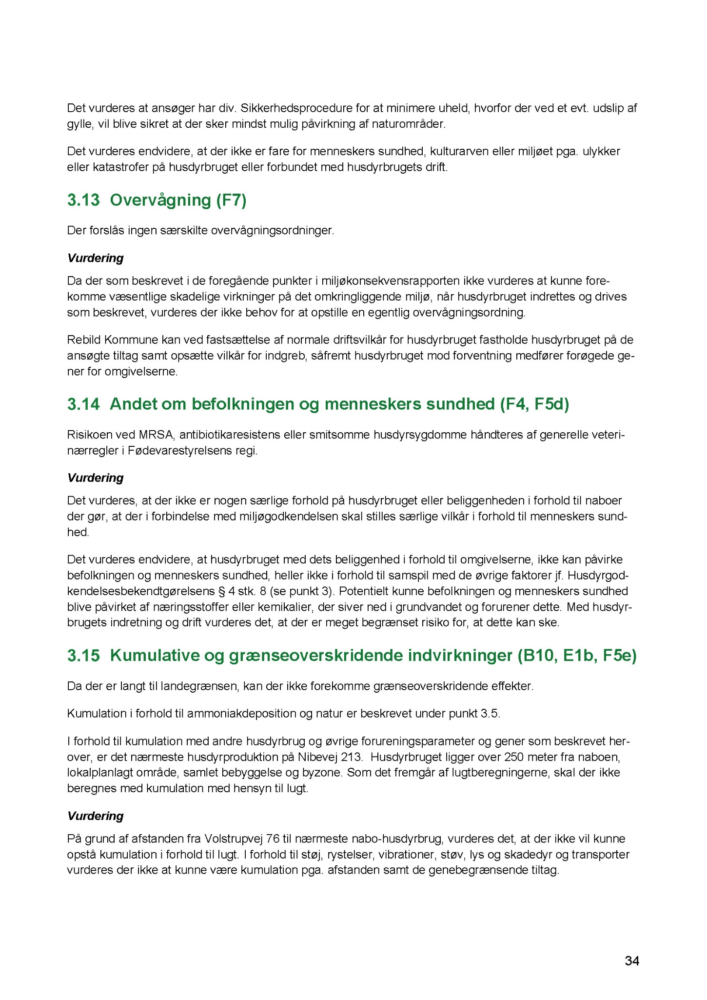 Det vurderes at ansøger har div. Sikkerhedsprocedure for at minimere uheld, hvorfor der ved et evt. udslip af
gylle, vil blive sikret at der sker mindst mulig påvirkning af naturområder.
Det vurderes endvidere, at der ikke er fare for menneskers sundhed, kulturarven eller miljøet pga. ulykker
eller katastrofer på husdyrbruget eller forbundet med husdyrbrugets drift.
3.13 Overvågning (F7)
Der forslås ingen særskilte overvågningsordninger.
Vurdering
Da der som beskrevet i de foregående punkter i miljøkonsekvensrapporten ikke vurderes at kunne fore-
komme væsentlige skadelige virkninger på det omkringliggende miljø, når husdyrbruget indrettes og drives
som beskrevet, vurderes der ikke behov for at opstille en egentlig overvågningsordning.
Rebild Kommune kan ved fastsættelse af normale driftsvilkår for husdyrbruget fastholde husdyrbruget på de
ansøgte tiltag samt opsætte vilkår for indgreb, såfremt husdyrbruget mod forventning medfører forøgede ge-
ner for omgivelserne.
3.14 Andet om befolkningen og menneskers sundhed (F4, F5d)
Risikoen ved MRSA, antibiotikaresistens eller smitsomme husdyrsygdomme håndteres af generelle veteri-
nærregler i Fødevarestyrelsens regi.
Vurdering
Det vurderes, at der ikke er nogen særlige forhold på husdyrbruget eller beliggenheden i forhold til naboer
der gør, at der i forbindelse med miljøgodkendelsen skal stilles særlige vilkår i forhold til menneskers sund-
hed.
Det vurderes endvidere, at husdyrbruget med dets beliggenhed i forhold til omgivelserne, ikke kan påvirke
befolkningen og menneskers sundhed, heller ikke i forhold til samspil med de øvrige faktorer jf. Husdyrgod-
kendelsesbekendtgørelsens § 4 stk. 8 (se punkt 3). Potentielt kunne befolkningen og menneskers sundhed
blive påvirket af næringsstoffer eller kemikalier, der siver ned i grundvandet og forurener dette. Med husdyr-
brugets indretning og drift vurderes det, at der er meget begrænset risiko for, at dette kan ske.
3.15 Kumulative og grænseoverskridende indvirkninger (B10, E1b, F5e)
Da der er langt til landegrænsen, kan der ikke forekomme grænseoverskridende effekter.
Kumulation i forhold til ammoniakdeposition og natur er beskrevet under punkt 3.5.
I forhold til kumulation med andre husdyrbrug og øvrige forureningsparameter og gener som beskrevet her-
over, er det nærmeste husdyrproduktion på Nibevej 213. Husdyrbruget ligger over 250 meter fra naboen,
lokalplanlagt område, samlet bebyggelse og byzone. Som det fremgår af lugtberegningerne, skal der ikke
beregnes med kumulation med hensyn til lugt.
Vurdering
På grund af afstanden fra Volstrupvej 76 til nærmeste nabo-husdyrbrug, vurderes det, at der ikke vil kunne
opstå kumulation i forhold til lugt. I forhold til støj, rystelser, vibrationer, støv, lys og skadedyr og transporter
vurderes der ikke at kunne være kumulation pga. afstanden samt de genebegrænsende tiltag.
34